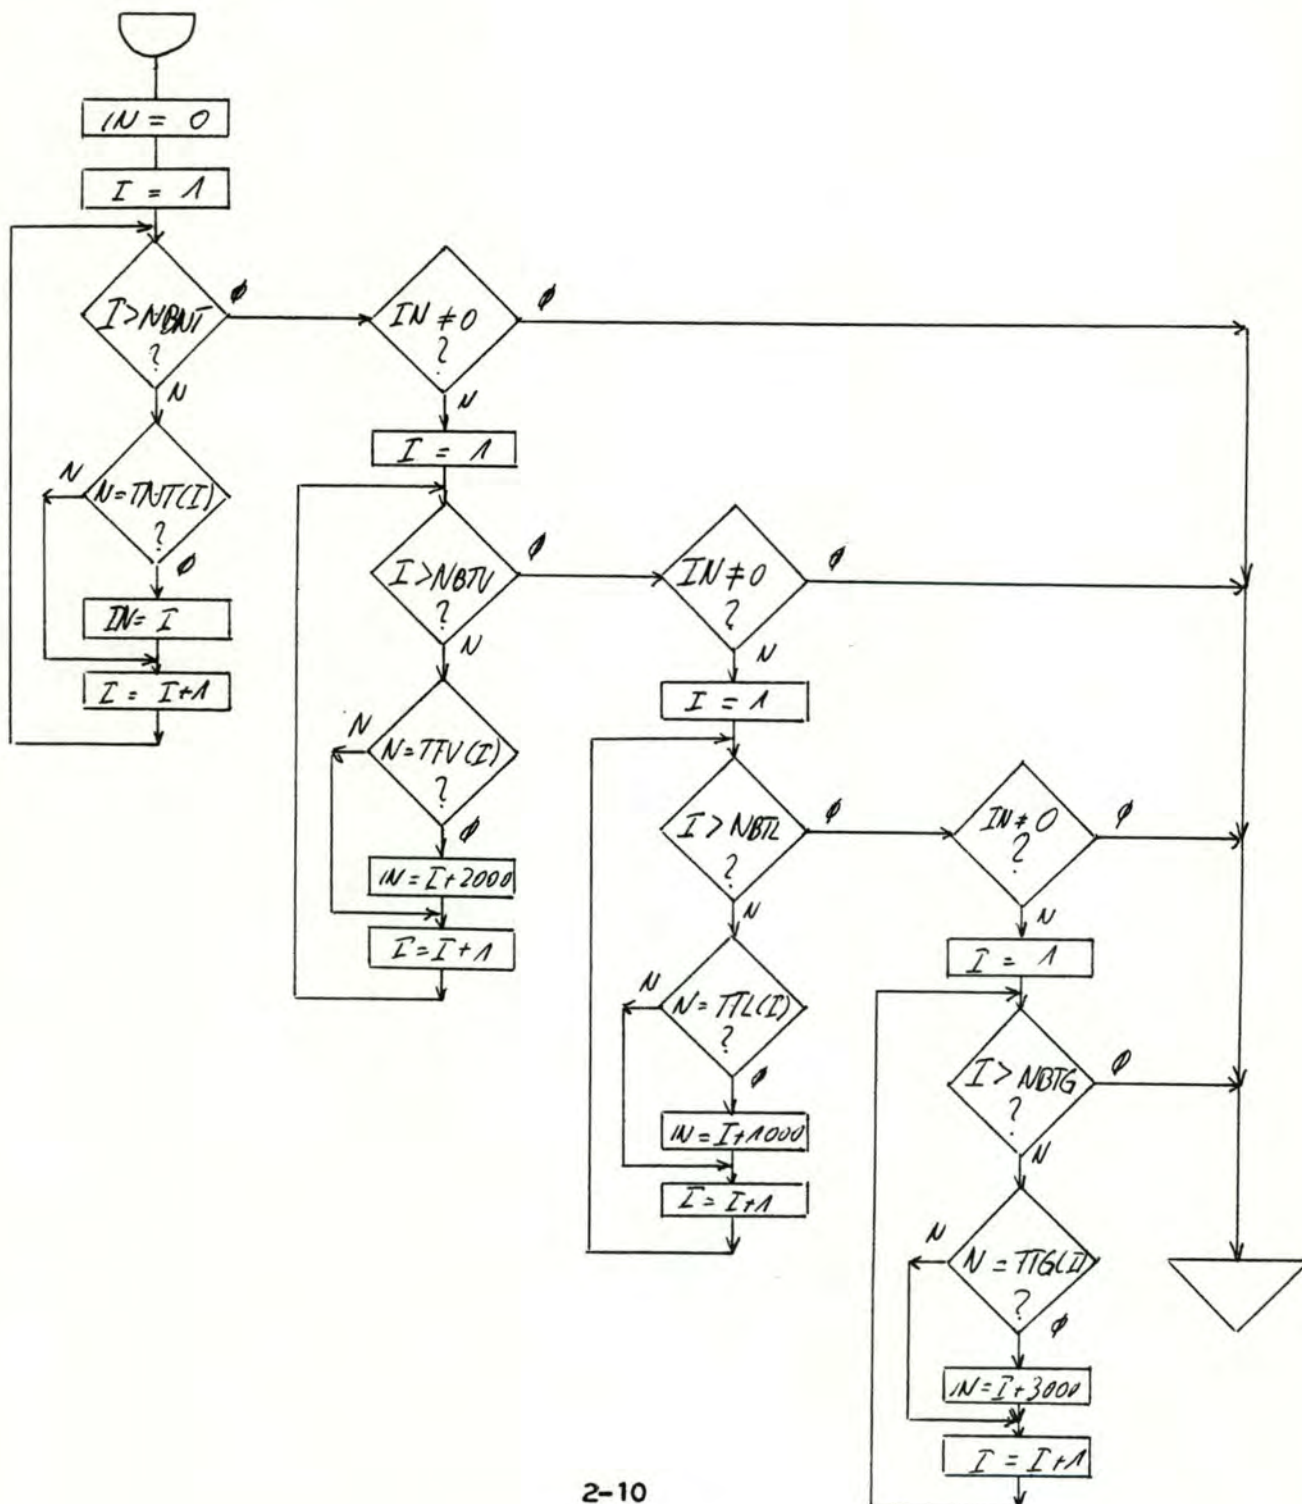 IN = 0
I = 1
I > NBNT
?
φ
N
N = TNT(I)
?
N
φ
IN = I
I = I+1
IN ≠ 0
?
φ
N
I = 1
I > NBTV
?
φ
N
N = TFV(I)
?
N
φ
IN = I+2000
I = I+1
IN ≠ 0
?
φ
N
I = 1
I > NBTL
?
φ
N
N = TTL(I)
?
N
φ
IN = I+1000
I = I+1
IN ≠ 0
?
φ
N
I = 1
I > NBTG
?
φ
N
N = TTG(I)
?
N
φ
IN = I+3000
I = I+1
2-10